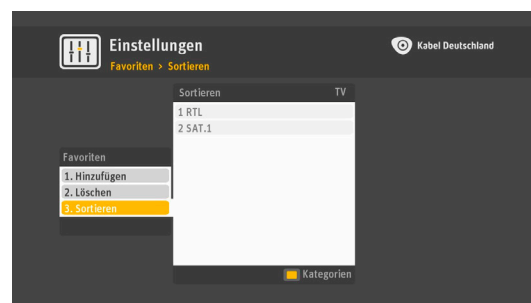 Einstellungen
Kabel Deutschland
Favoriten > Sortieren
Sortieren TV
1 RTL
2 SAT.1
Favoriten
1. Hinzufügen
2. Löschen
3. Sortieren
Kategorien